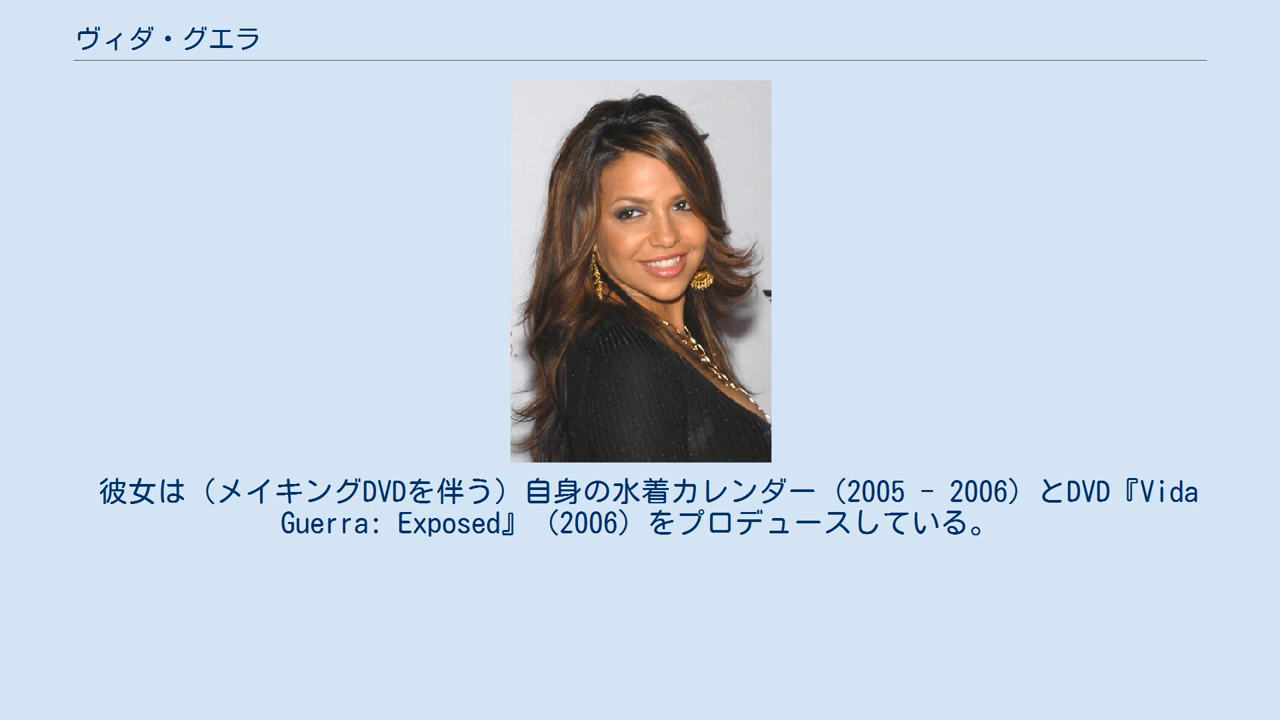 ヴィダ・グエラ
彼女は（メイキングDVDを伴う）自身の水着カレンダー（2005 - 2006）とDVD『Vida
Guerra: Exposed』（2006）をプロデュースしている。